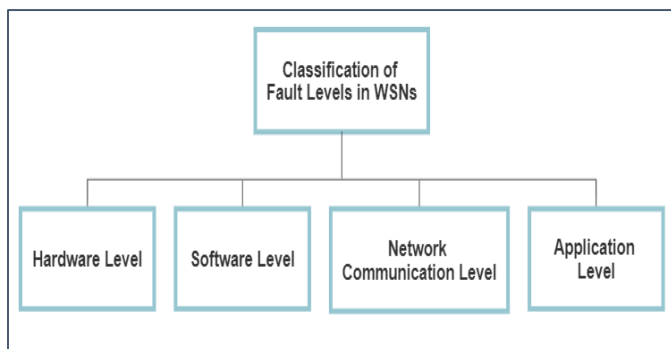 Classification of
Fault Levels in WSNs
Hardware Level
Software Level
Network
Communication Level
Application
Level